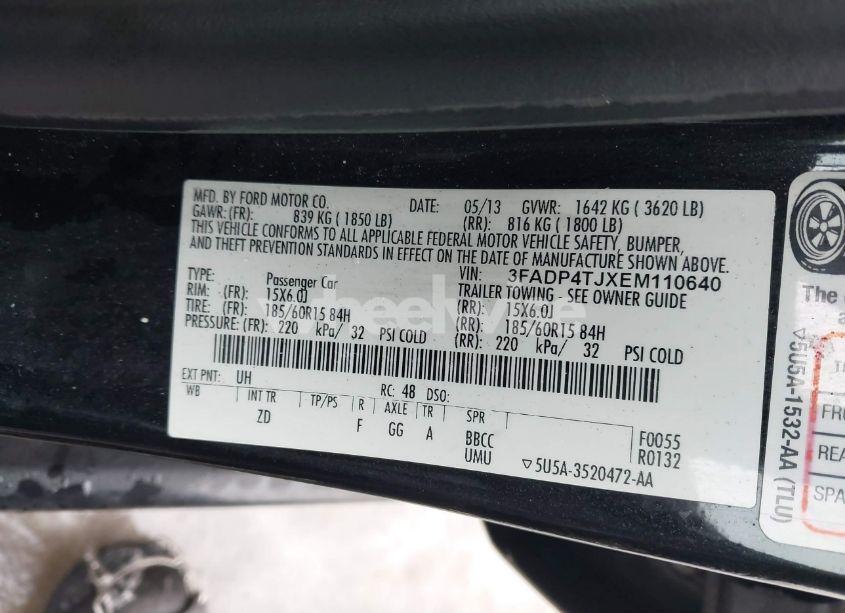 MFD. BY FORD MOTOR CO. DATE: 05/13 GVWR: 1642 KG ( 3620 LB)
GAWR:(FR): 839 KG ( 1850 LB) (RR): 816 KG ( 1800 LB)
THIS VEHICLE CONFORMS TO ALL APPLICABLE FEDERAL MOTOR VEHICLE SAFETY, BUMPER,
AND THEFT PREVENTION STANDARDS IN EFFECT ON THE DATE OF MANUFACTURE SHOWN ABOVE.
VIN: 3FADP4TJXEM110640
TYPE: Passenger Car TRAILER TOWING - SEE OWNER GUIDE
RIM: (FR): 15X6.0J (RR): 15X6.0J
TIRE: (FR): 185/60R15 84H (RR): 185/60R15 84H
PRESSURE: (FR): 220 kPa/ 32 PSI COLD (RR): 220 kPa/ 32 PSI COLD
EXT PNT: UH RC: 48 DSO:
WB INT TR TP/PS R AXLE TR SPR
ZD F GG A BBCC F0055
UMU R0132
▽5U5A-3520472-AA
wheelwyse
The
a
FRO
REA
SPA
▽5U5A-1532-AA (TLU)